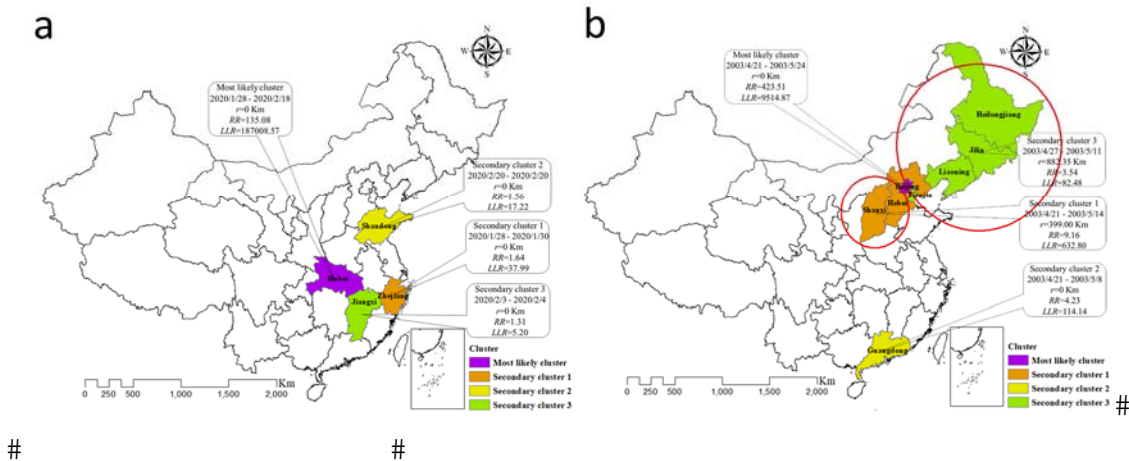 a
N
W E
S
Most likely cluster
2020/1/28 - 2020/2/18
r=0 Km
RR=135.08
LLR=187008.57
Secondary cluster 2
2020/2/20 - 2020/2/20
r=0 Km
RR=1.56
LLR=17.22
Shandong
Secondary cluster 1
2020/1/28 - 2020/1/30
r=0 Km
RR=1.64
LLR=37.99
Hubei
Zhejiang
Jiangxi
Secondary cluster 3
2020/2/3 - 2020/2/4
r=0 Km
RR=1.31
LLR=5.20
Cluster
Most likely cluster
Secondary cluster 1
Secondary cluster 2
Secondary cluster 3
Km
0 250 500 1,000 1,500 2,000
b
N
W E
S
Most likely cluster
2003/4/21 - 2003/5/24
r=0 Km
RR=423.51
LLR=9514.87
Heilongjiang
Jilin
Liaoning
Secondary cluster 3
2003/4/27 - 2003/5/11
r=882.35 Km
RR=3.54
LLR=82.48
Beijing
Tianjin
Hebei
Shanxi
Secondary cluster 1
2003/4/21 - 2003/5/14
r=399.00 Km
RR=9.16
LLR=632.80
Secondary cluster 2
2003/4/21 - 2003/5/8
r=0 Km
RR=4.23
LLR=114.14
Guangdong
Cluster
Most likely cluster
Secondary cluster 1
Secondary cluster 2
Secondary cluster 3
Km
0 250 500 1,000 1,500 2,000
#
# #